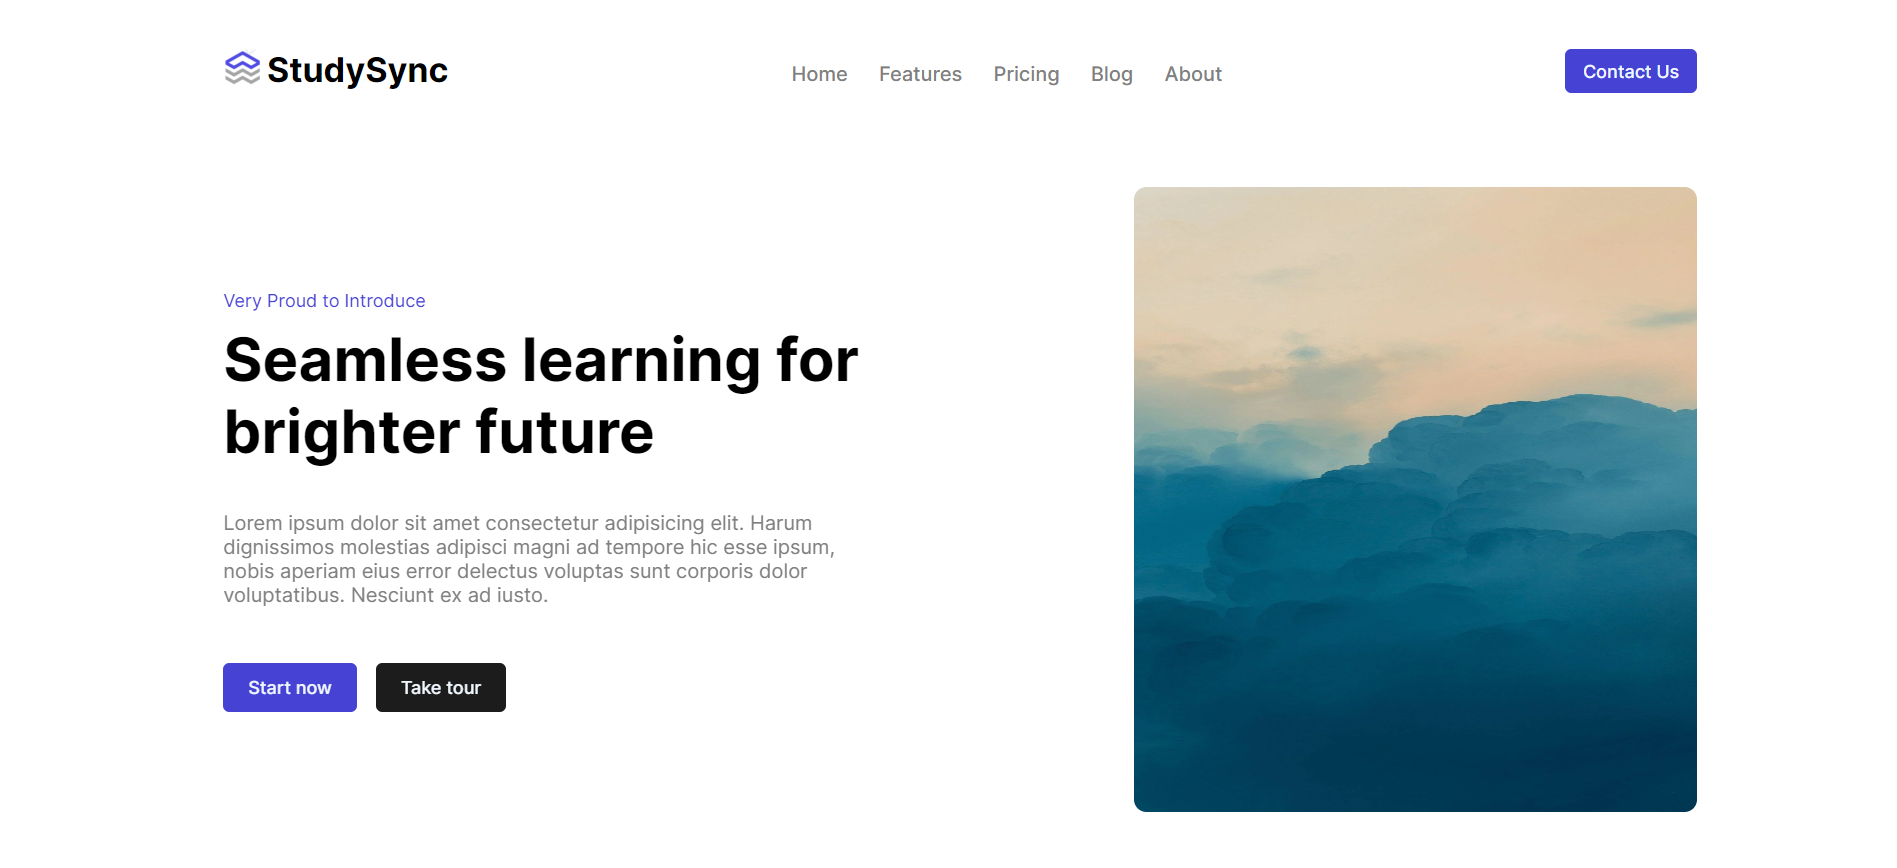 StudySync
Home Features Pricing Blog About
Contact Us
Very Proud to Introduce
Seamless learning for
brighter future
Lorem ipsum dolor sit amet consectetur adipisicing elit. Harum
dignissimos molestias adipisci magni ad tempore hic esse ipsum,
nobis aperiam eius error delectus voluptas sunt corporis dolor
voluptatibus. Nesciunt ex ad iusto.
Start now
Take tour